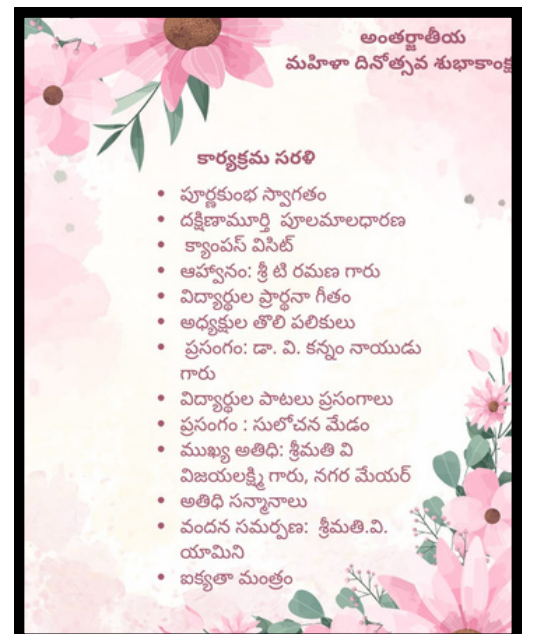 అంతర్జాతీయ
మహిళా దినోత్సవ
కార్యక్రమ సరళి
• పూర్ణకుంభ స్వాగతం
• దక్షిణామూర్తి పూలమాలధారణ
• క్యాంపస్ విసిట్
• ఆహ్వానం: శ్రీ టి రమణ గారు
• విద్యార్థుల ప్రార్థనా గీతం
• అధ్యక్షుల తొలి పలికులు
• ప్రసంగం: డా. వి. కన్నం నాయుడు
గారు
• విద్యార్థుల పాటలు ప్రసంగాలు
• ప్రసంగం : సులోచన మేడం
• ముఖ్య అతిధి: శ్రీమతి వి
విజయలక్ష్మి గారు, నగర మేయర్
• అతిధి సన్మానాలు
• వందన సమర్పణ: శ్రీమతి.వి.
యామిని
• ఐక్యతా మంత్రం